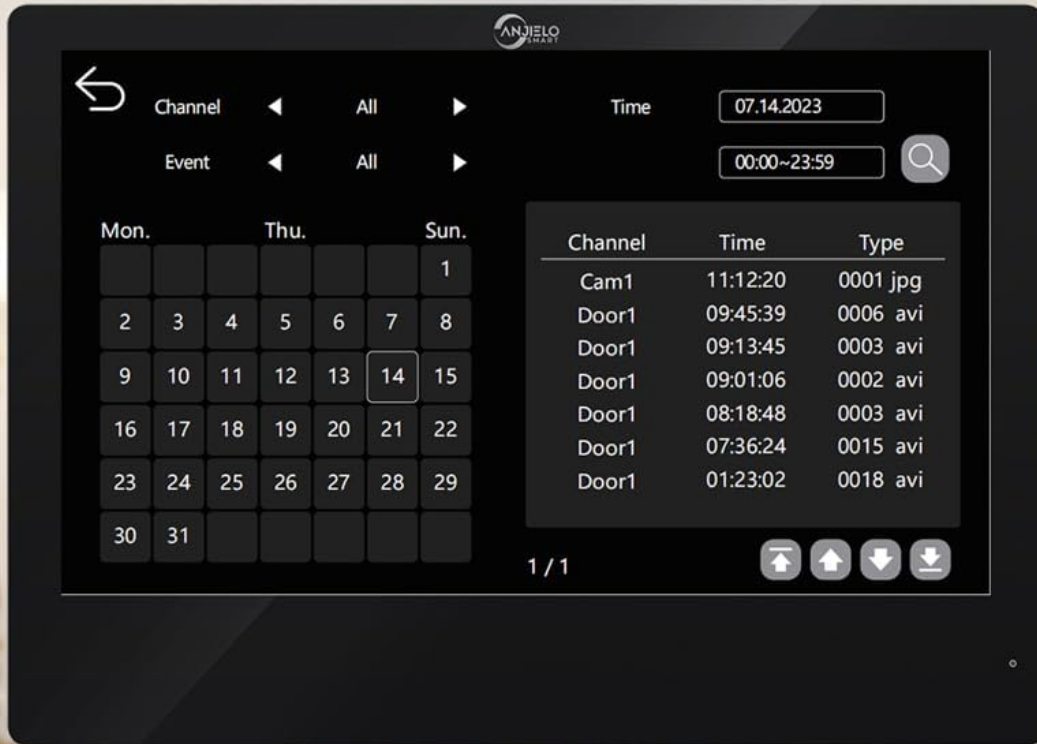 ANJIELO
SMART
Channel ◀ All ▶ Time 07.14.2023
Event ◀ All ▶ 00:00~23:59
Mon. Thu. Sun.
1
2 3 4 5 6 7 8
9 10 11 12 13 14 15
16 17 18 19 20 21 22
23 24 25 26 27 28 29
30 31
Channel Time Type
Cam1 11:12:20 0001 jpg
Door1 09:45:39 0006 avi
Door1 09:13:45 0003 avi
Door1 09:01:06 0002 avi
Door1 08:18:48 0003 avi
Door1 07:36:24 0015 avi
Door1 01:23:02 0018 avi
1 / 1